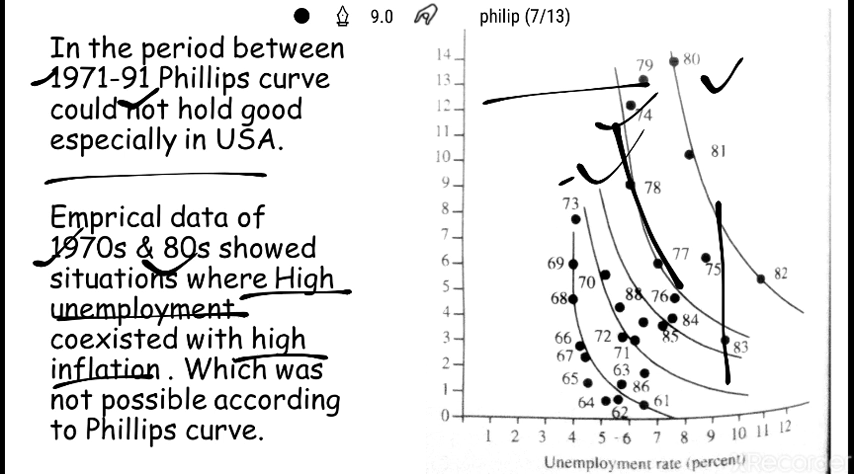 9.0
philip (7/13)
In the period between
1971-91 Phillips curve
could not hold good
especially in USA.
Emprical data of
1970s & 80s showed
situations where High
unemployment
coexisted with high
inflation . Which was
not possible according
to Phillips curve.
14
13
12
11
10
9
8
7
6
5
4
3
2
1
0
79
80
74
81
78
73
77
75
69
70
82
68
88
76
84
85
83
66
72
67
71
63
65
86
64
62
61
1 2 3 4 5 -6 7 8 9 10 11 12
Unemployment rate (percent)